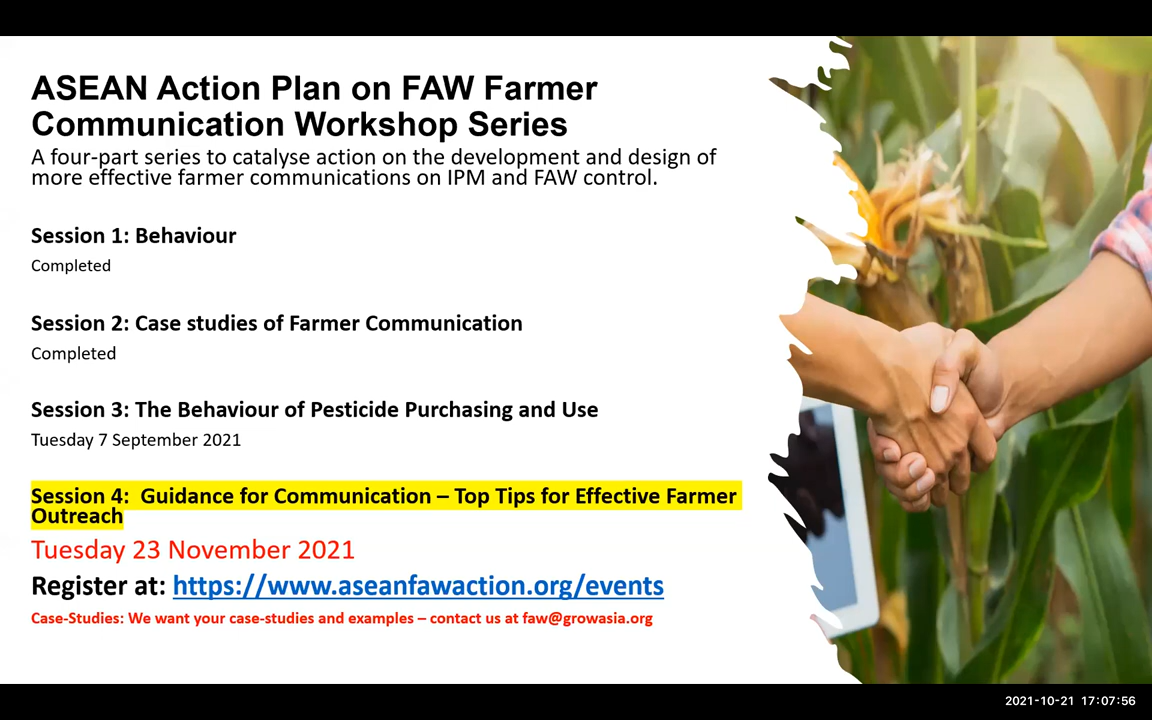 ASEAN Action Plan on FAW Farmer
Communication Workshop Series
A four-part series to catalyse action on the development and design of
more effective farmer communications on IPM and FAW control.
Session 1: Behaviour
Completed
Session 2: Case studies of Farmer Communication
Completed
Session 3: The Behaviour of Pesticide Purchasing and Use
Tuesday 7 September 2021
Session 4:  Guidance for Communication – Top Tips for Effective Farmer
Outreach
Tuesday 23 November 2021
Register at: https://www.aseanfawaction.org/events
Case-Studies: We want your case-studies and examples – contact us at faw@growasia.org
2021-10-21 17:07:56